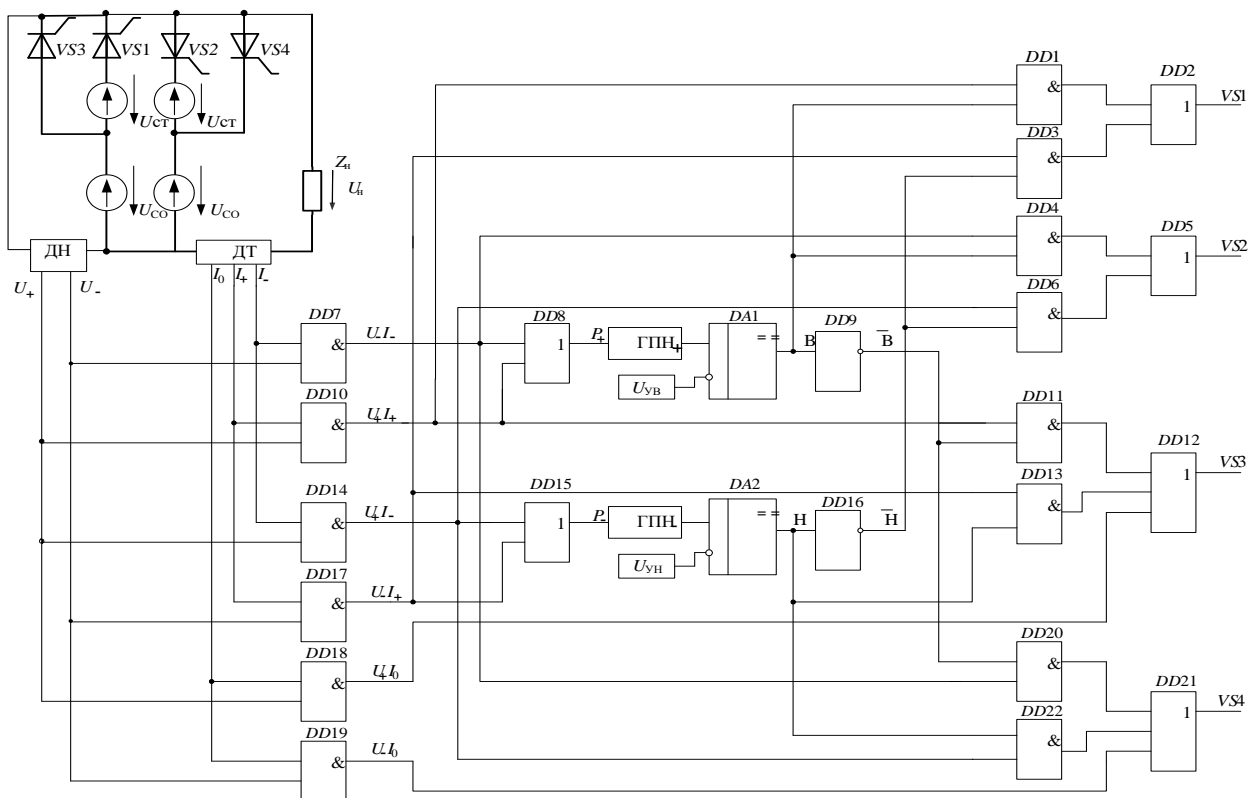 VS3 VS1 VS2 VS4
Uст Uст
Zн
Uн
UСО UСО
ДН ДТ
U+ U- I0 I+ I-
DD1
&
DD2
1
VS1
DD3
&
DD4
&
DD5
1
VS2
DD6
&
DD7
&
U-I-
DD8
1
P+
ГПН+
UУВ
DA1
==
В
DD9
В̅
DD10
&
U+I+
DD11
&
DD12
1
VS3
DD13
&
DD14
&
U+I-
DD15
1
P-
ГПН-
UУН
DA2
==
Н
DD16
Н̅
DD17
&
U-I+
DD18
&
U+I0
DD19
&
U-I0
DD20
&
DD21
1
VS4
DD22
&